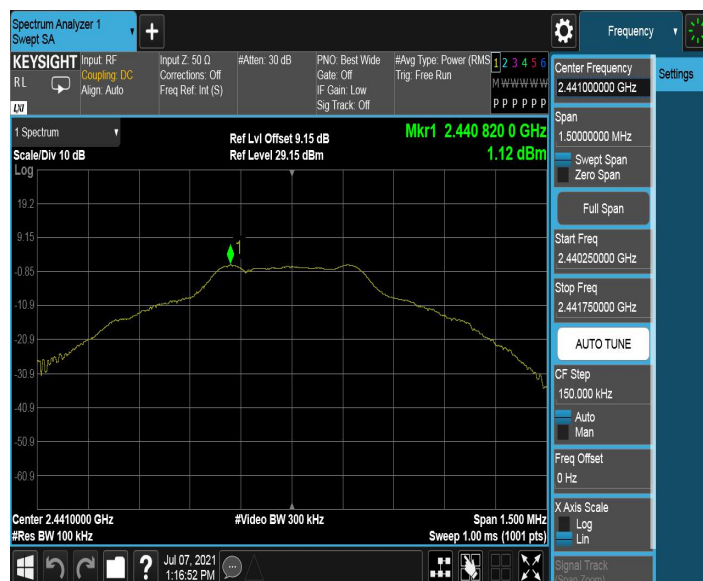 Spectrum Analyzer 1
Swept SA
Frequency
KEYSIGHT
RL
LXI
Input: RF
Coupling: DC
Align: Auto
Input Z: 50 Ω
Corrections: Off
Freq Ref: Int (S)
#Atten: 30 dB
PNO: Best Wide
Gate: Off
IF Gain: Low
Sig Track: Off
#Avg Type: Power (RMS
Trig: Free Run
1 2 3 4 5 6
M W W W W W
P P P P P P
1 Spectrum
Scale/Div 10 dB
Log
Ref Lvl Offset 9.15 dB
Ref Level 29.15 dBm
Mkr1 2.440 820 0 GHz
1.12 dBm
19.2
9.15
-0.85
-10.9
-20.9
-30.9
-40.9
-50.9
-60.9
1
Center 2.4410000 GHz
#Res BW 100 kHz
#Video BW 300 kHz
Span 1.500 MHz
Sweep 1.00 ms (1001 pts)
Center Frequency
2.441000000 GHz
Settings
Span
1.50000000 MHz
Swept Span
Zero Span
Full Span
Start Freq
2.440250000 GHz
Stop Freq
2.441750000 GHz
AUTO TUNE
CF Step
150.000 kHz
Auto
Man
Freq Offset
0 Hz
X Axis Scale
Log
Lin
Signal Track
(Span Zoom)
?
Jul 07, 2021
1:16:52 PM